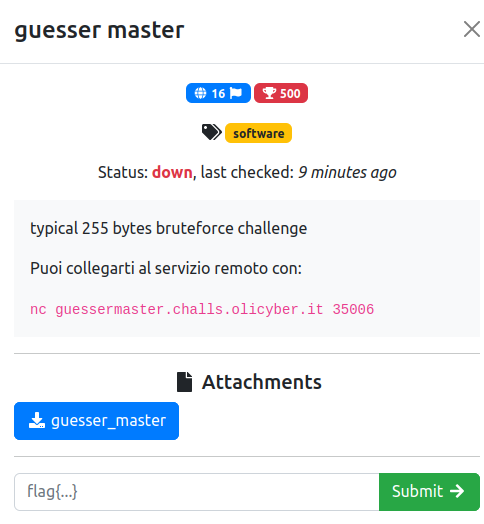 guesser master
16 500
software
Status: down, last checked: 9 minutes ago
typical 255 bytes bruteforce challenge
Puoi collegarti al servizio remoto con:
nc guessermaster.challs.olicyber.it 35006
Attachments
guesser_master
flag{...} Submit